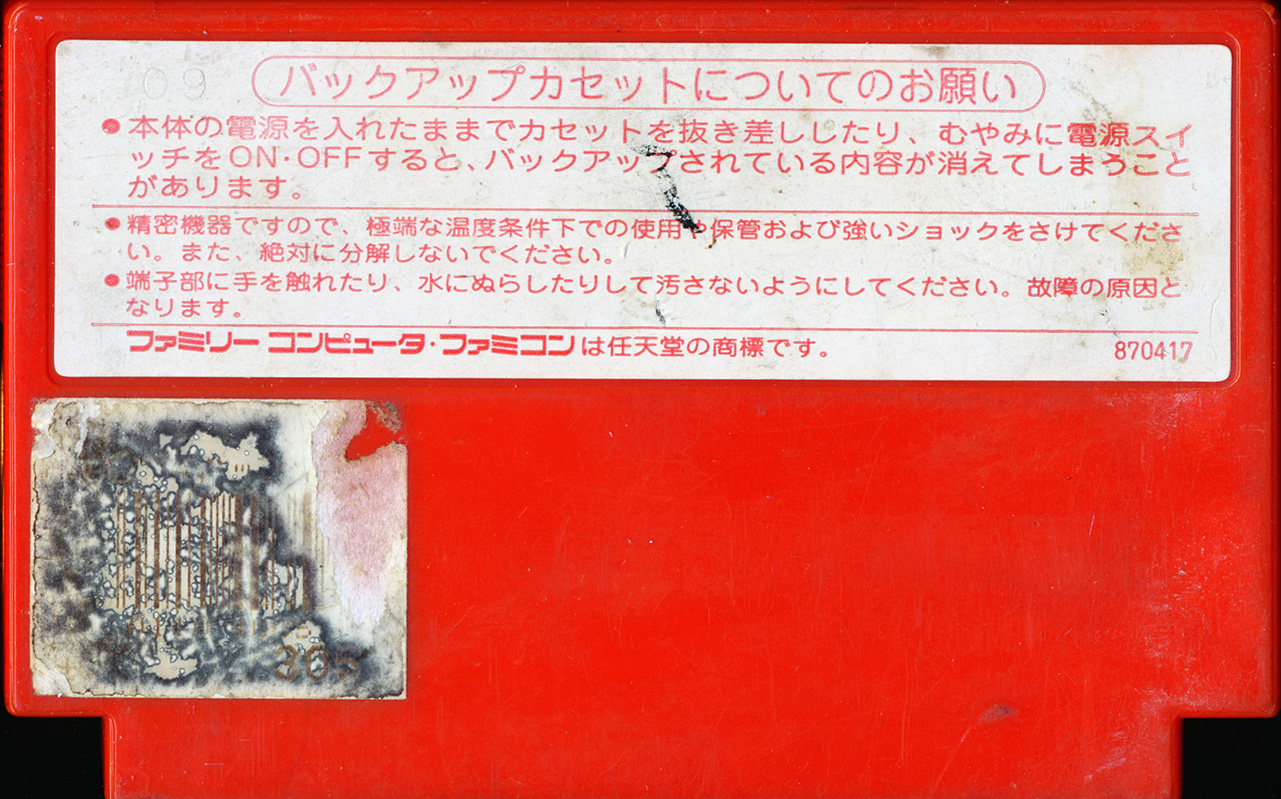 09
バックアップカセットについてのお願い
●本体の電源を入れたままでカセットを抜き差ししたり、むやみに電源スイ
ッチをON·OFFすると、バックアップされている内容が消えてしまうこと
があります。
●精密機器ですので、極端な温度条件下での使用や保管および強いショックをさけてくださ
い。また、絶対に分解しないでください。
●端子部に手を触れたり、水にぬらしたりして汚さないようにしてください。故障の原因と
なります。
ファミリーコンピュータ·ファミコンは任天堂の商標です。 870417
305